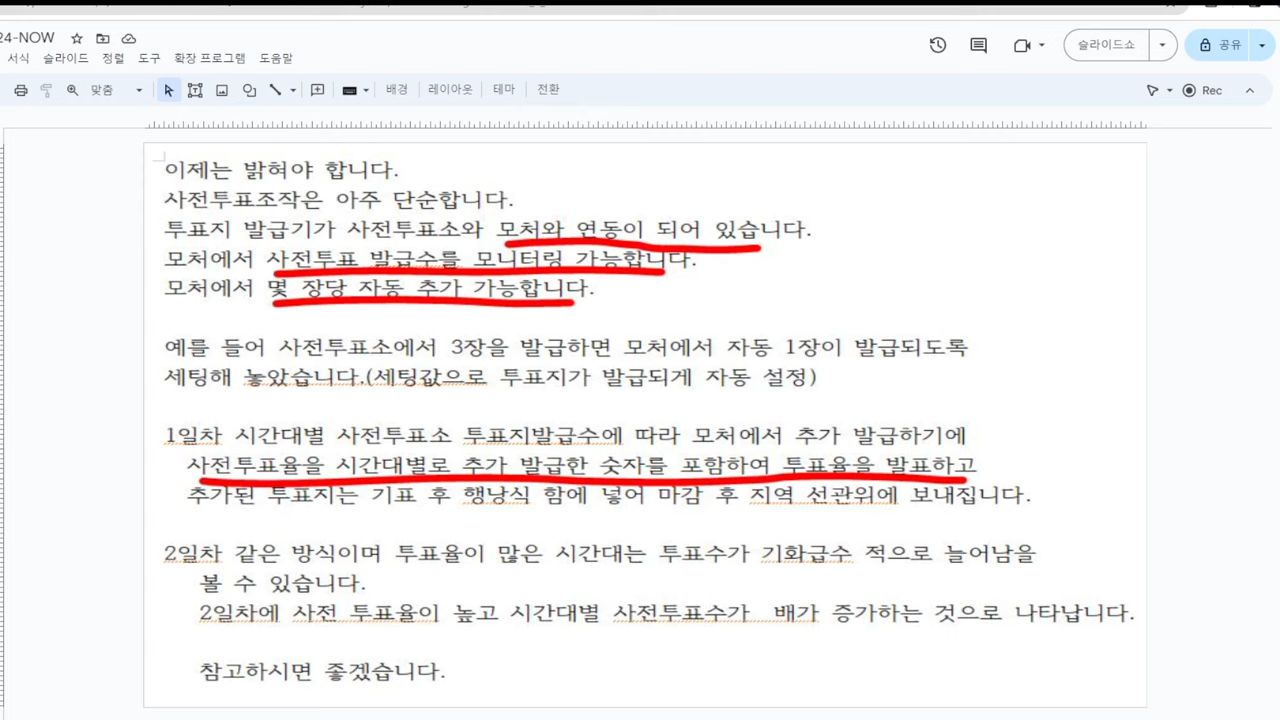 24-NOW
서식 슬라이드 정렬 도구 확장 프로그램 도움말
슬라이드쇼
공유
맞춤
배경 레이아웃 테마 전환
Rec
이제는 밝혀야 합니다.
사전투표조작은 아주 단순합니다.
투표지 발급기가 사전투표소와 모처와 연동이 되어 있습니다.
모처에서 사전투표 발급수를 모니터링 가능합니다.
모처에서 몇 장당 자동 추가 가능합니다.
예를 들어 사전투표소에서 3장을 발급하면 모처에서 자동 1장이 발급되도록
세팅해 놓았습니다.(세팅값으로 투표지가 발급되게 자동 설정)
1일차 시간대별 사전투표소 투표지발급수에 따라 모처에서 추가 발급하기에
사전투표율을 시간대별로 추가 발급한 숫자를 포함하여 투표율을 발표하고
추가된 투표지는 기표 후 행낭식 함에 넣어 마감 후 지역 선관위에 보내집니다.
2일차 같은 방식이며 투표율이 많은 시간대는 투표수가 기화급수 적으로 늘어남을
볼 수 있습니다.
2일차에 사전 투표율이 높고 시간대별 사전투표수가 배가 증가하는 것으로 나타납니다.
참고하시면 좋겠습니다.